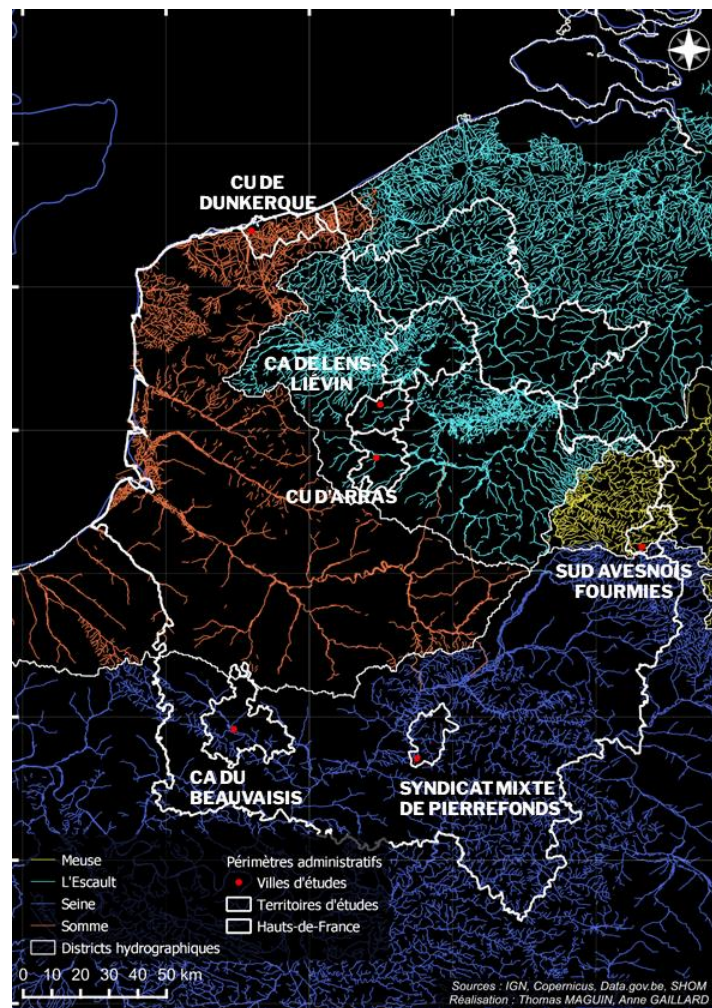 CU DE
DUNKERQUE
CA DE LENS-
LIÉVIN
CU D'ARRAS
SUD AVESNOIS
FOURMIES
CA DU
BEAUVAISIS
SYNDICAT MIXTE
DE PIERREFONDS
Meuse
L'Escault
Seine
Somme
Districts hydrographiques
Périmètres administratifs
Villes d'études
Territoires d'études
Hauts-de-France
0 10 20 30 40 50 km
Sources : IGN, Copernicus, Data.gov.be, SHOM
Réalisation : Thomas MAGUIN, Anne GAILLARD